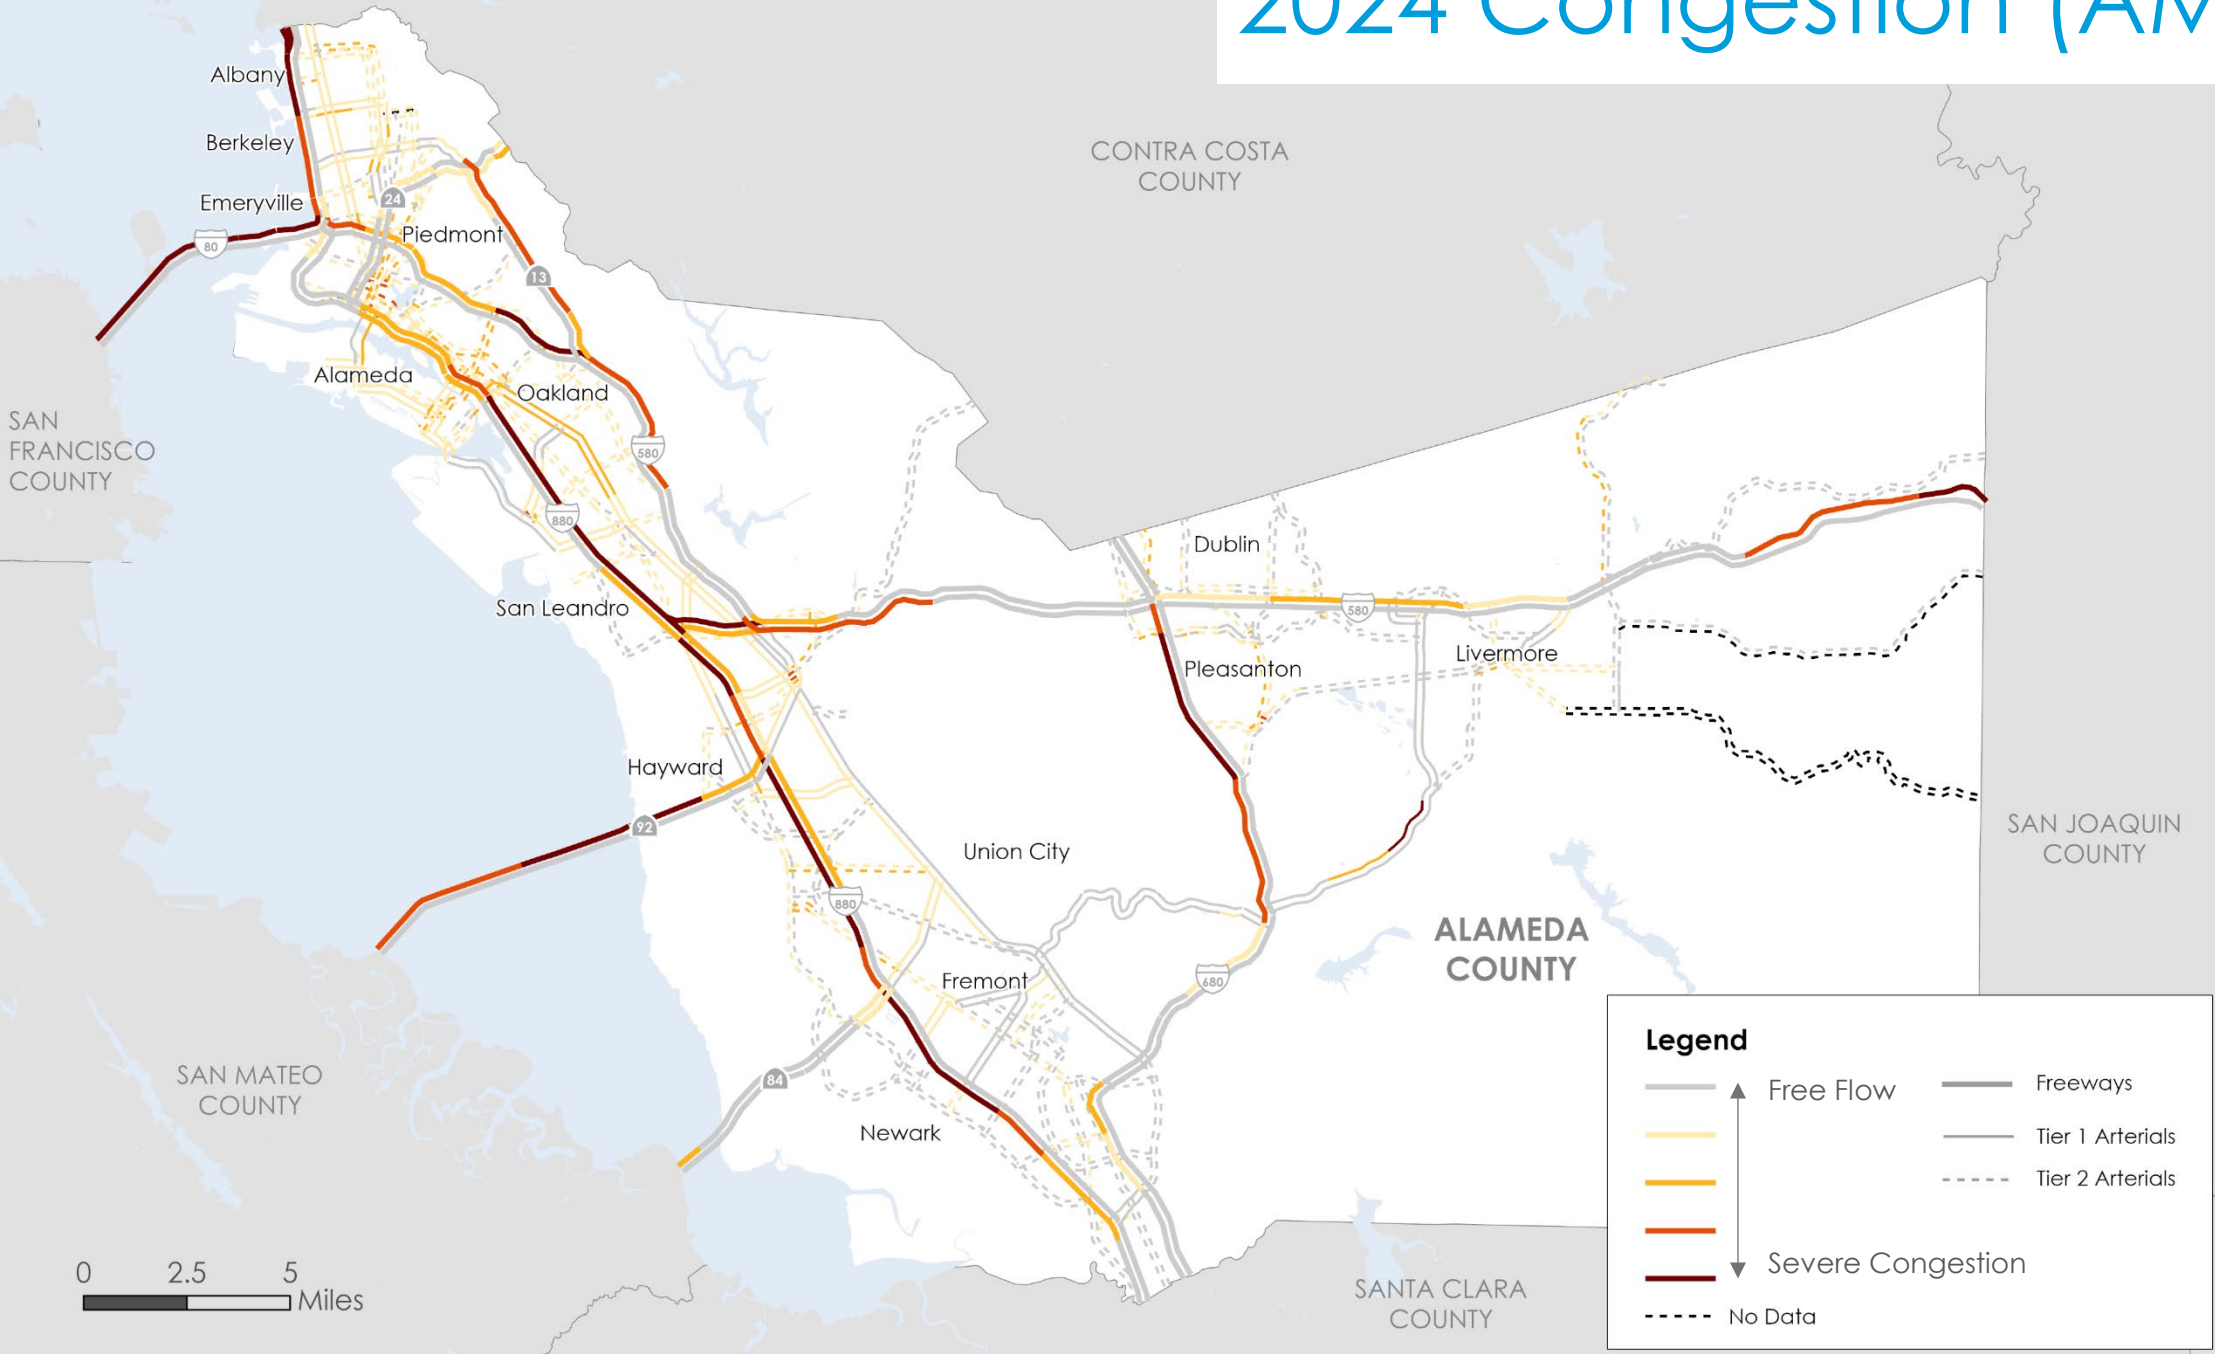 2024 Congestion (AM
Albany
Berkeley
Emeryville
24
80
Piedmont
13
CONTRA COSTA
COUNTY
Alameda
Oakland
SAN
FRANCISCO
COUNTY
580
880
Dublin
San Leandro
580
Pleasanton
Livermore
Hayward
92
Union City
SAN JOAQUIN
COUNTY
880
ALAMEDA
COUNTY
Fremont
680
SAN MATEO
COUNTY
84
Newark
Legend
Free Flow
Severe Congestion
No Data
Freeways
Tier 1 Arterials
Tier 2 Arterials
0 2.5 5
Miles
SANTA CLARA
COUNTY